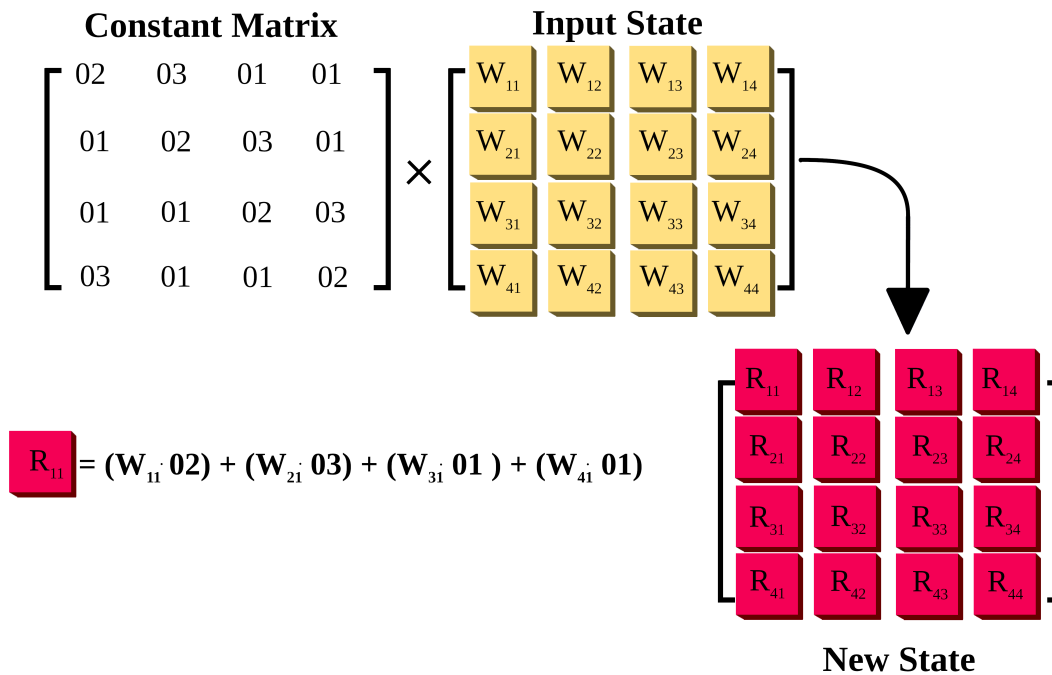 Constant Matrix
Input State
02 03 01 01
01 02 03 01
01 01 02 03
03 01 01 02
×
W11 W12 W13 W14
W21 W22 W23 W24
W31 W32 W33 W34
W41 W42 W43 W44
R11 R12 R13 R14
R21 R22 R23 R24
R31 R32 R33 R34
R41 R42 R43 R44
R11 = (W11. 02) + (W21. 03) + (W31. 01 ) + (W41. 01)
New State